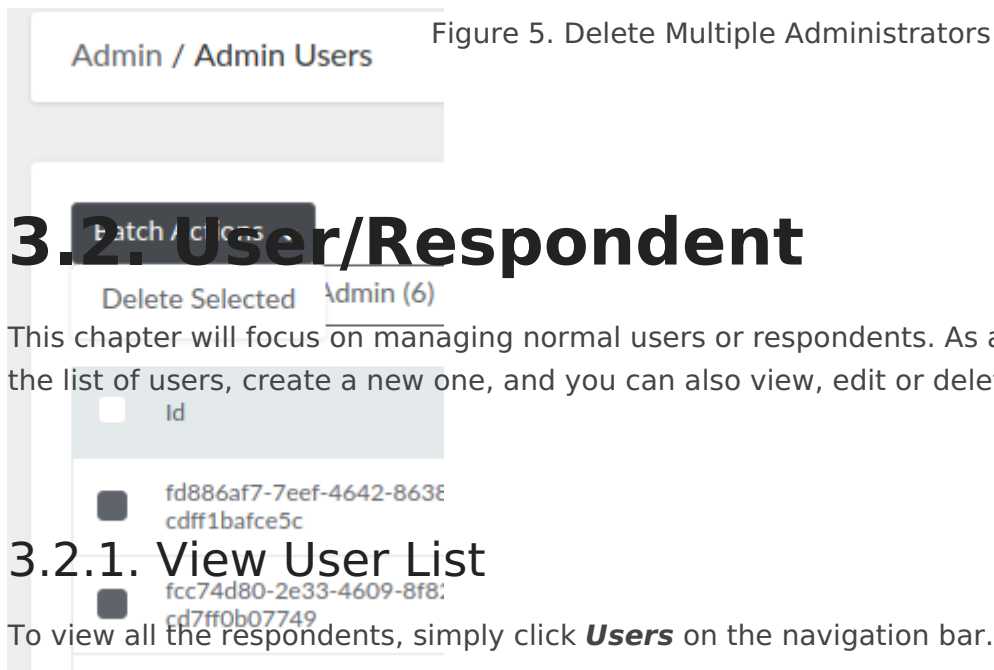 Figure 5. Delete Multiple Administrators
Admin / Admin Users
Batch Actions
3.2. User/Respondent
Delete Selected
Admin (6)
This chapter will focus on managing normal users or respondents. As a
the list of users, create a new one, and you can also view, edit or dele
Id
fd886af7-7eef-4642-8638
cdff1bafce5c
3.2.1. View User List
fcc74d80-2e33-4609-8f82
cd7ff0b07749
To view all the respondents, simply click Users on the navigation bar.